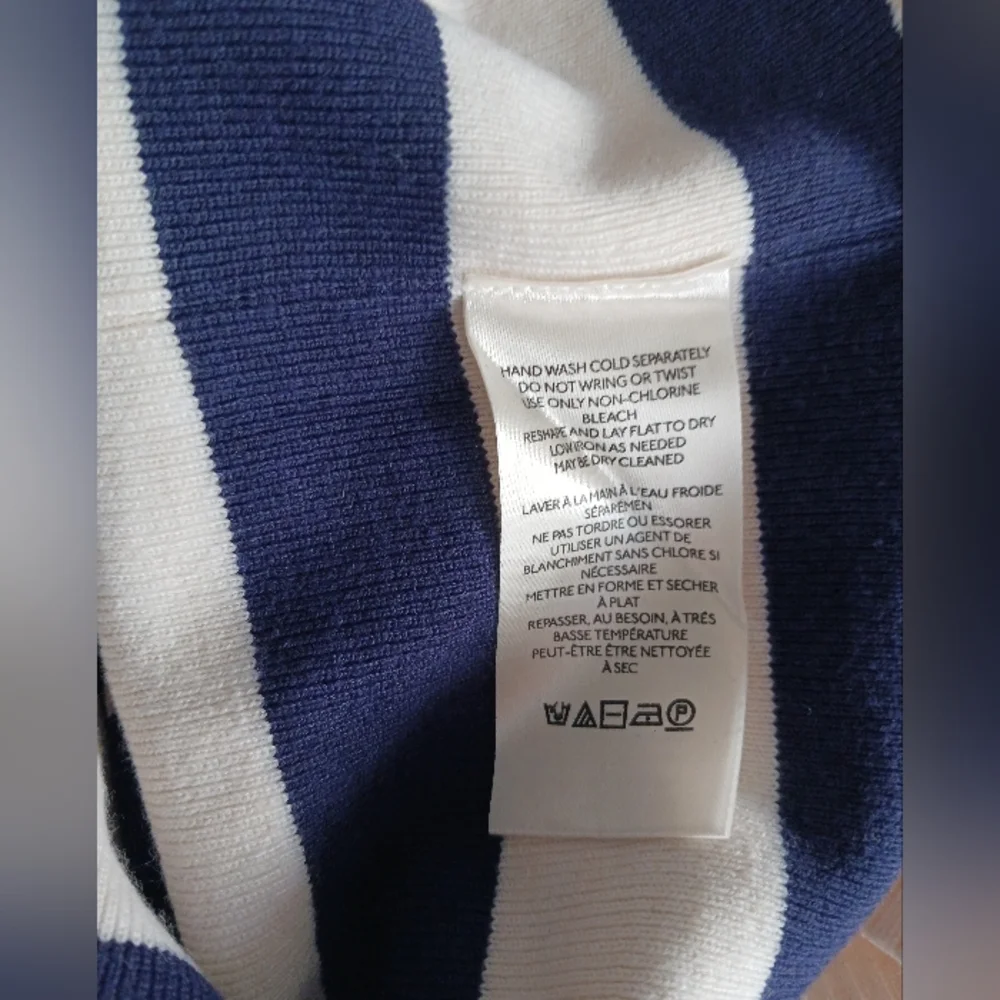 HAND WASH COLD SEPARATELY
DO NOT WRING OR TWIST
USE ONLY NON-CHLORINE
BLEACH
RESHAPE AND LAY FLAT TO DRY
LOW IRON AS NEEDED
MAY BE DRY CLEANED
LAVER À LA MAIN À L'EAU FROIDE
SÉPARÉMEN
NE PAS TORDRE OU ESSORER
UTILISER UN AGENT DE
BLANCHIMENT SANS CHLORE SI
NÉCESSAIRE
METTRE EN FORME ET SECHER
À PLAT
REPASSER, AU BESOIN, À TRÉS
BASSE TEMPÉRATURE
PEUT-ÊTRE ÊTRE NETTOYÉE
À SEC
P